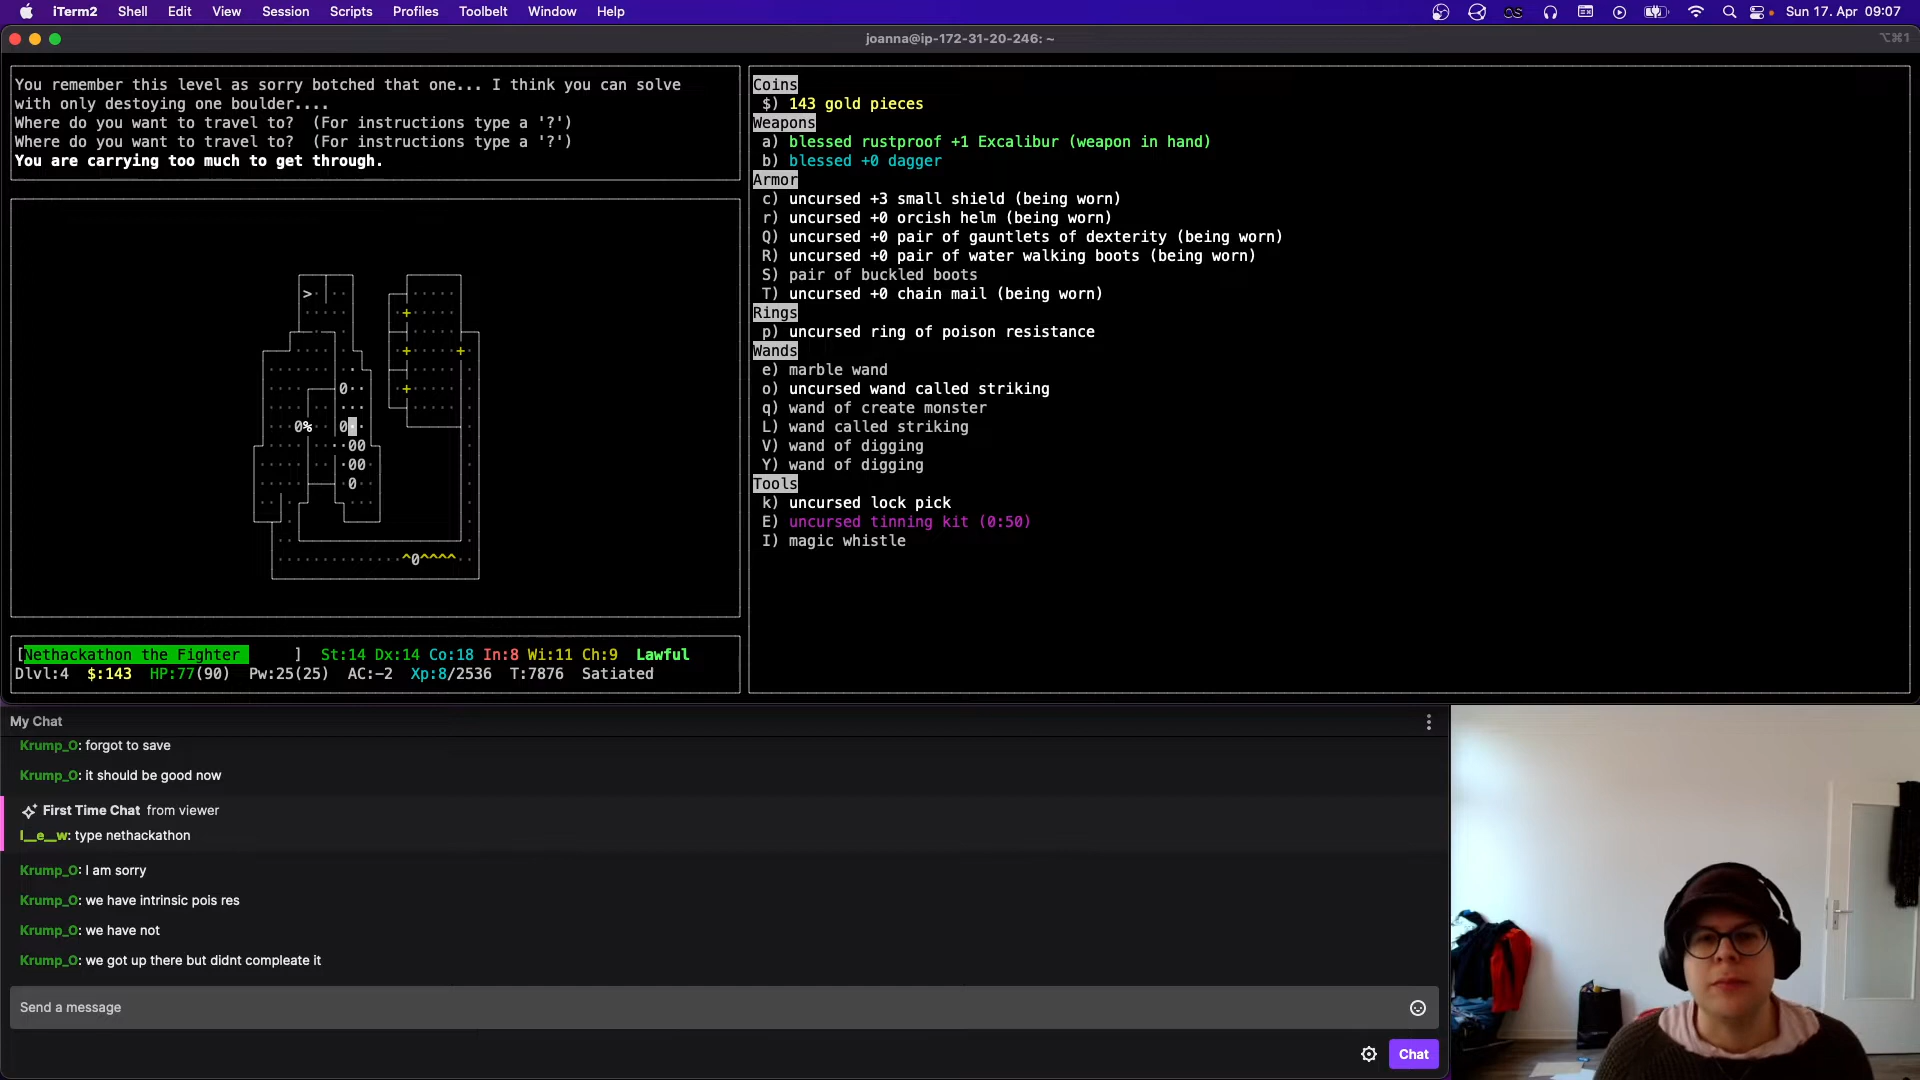 iTerm2 Shell Edit View Session Scripts Profiles Toolbelt Window Help Sun 17. Apr 09:07
joanna@ip-172-31-20-246: ~ ⌥⌘1
You remember this level as sorry botched that one... I think you can solve
with only destoying one boulder....
Where do you want to travel to? (For instructions type a '?')
Where do you want to travel to? (For instructions type a '?')
You are carrying too much to get through.
[Nethackathon the Fighter ] St:14 Dx:14 Co:18 In:8 Wi:11 Ch:9 Lawful
Dlvl:4 $:143 HP:77(90) Pw:25(25) AC:-2 Xp:8/2536 T:7876 Satiated
Coins
$) 143 gold pieces
Weapons
a) blessed rustproof +1 Excalibur (weapon in hand)
b) blessed +0 dagger
Armor
c) uncursed +3 small shield (being worn)
r) uncursed +0 orcish helm (being worn)
Q) uncursed +0 pair of gauntlets of dexterity (being worn)
R) uncursed +0 pair of water walking boots (being worn)
S) pair of buckled boots
T) uncursed +0 chain mail (being worn)
Rings
p) uncursed ring of poison resistance
Wands
e) marble wand
o) uncursed wand called striking
q) wand of create monster
L) wand called striking
V) wand of digging
Y) wand of digging
Tools
k) uncursed lock pick
E) uncursed tinning kit (0:50)
I) magic whistle
My Chat
Krump_O: forgot to save
Krump_O: it should be good now
First Time Chat from viewer
l__e__w: type nethackathon
Krump_O: I am sorry
Krump_O: we have intrinsic pois res
Krump_O: we have not
Krump_O: we got up there but didnt compleate it
Send a message
Chat